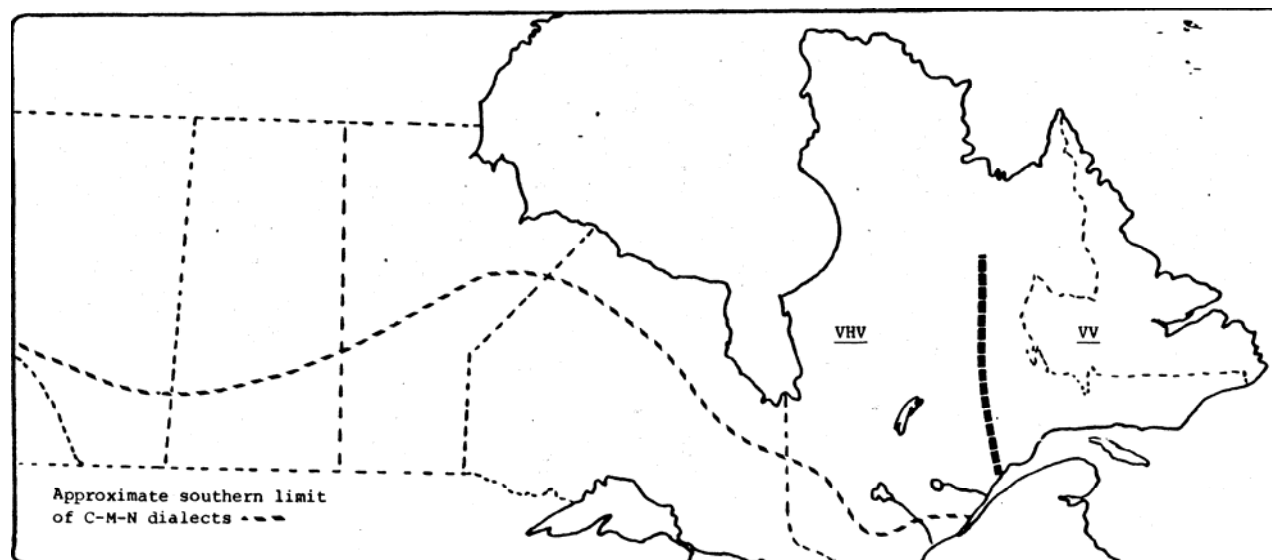 VHV
VV
Approximate southern limit
of C-M-N dialects